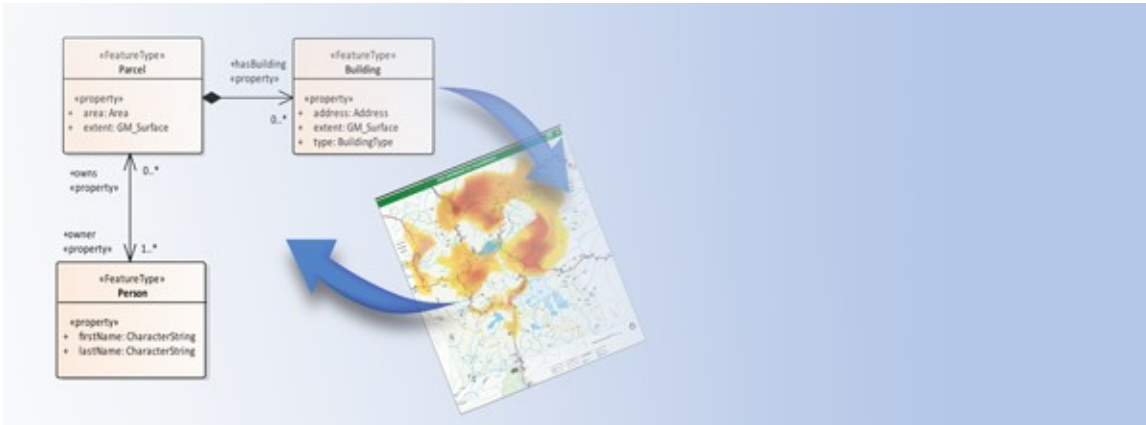 «FeatureType»
Parcel
«property»
+ area: Area
+ extent: GM_Surface
+hasBuilding
«property»
0..*
«FeatureType»
Building
«property»
+ address: Address
+ extent: GM_Surface
+ type: BuildingType
+owns
«property»
0..*
+owner
«property»
1..*
«FeatureType»
Person
«property»
+ firstName: CharacterString
+ lastName: CharacterString